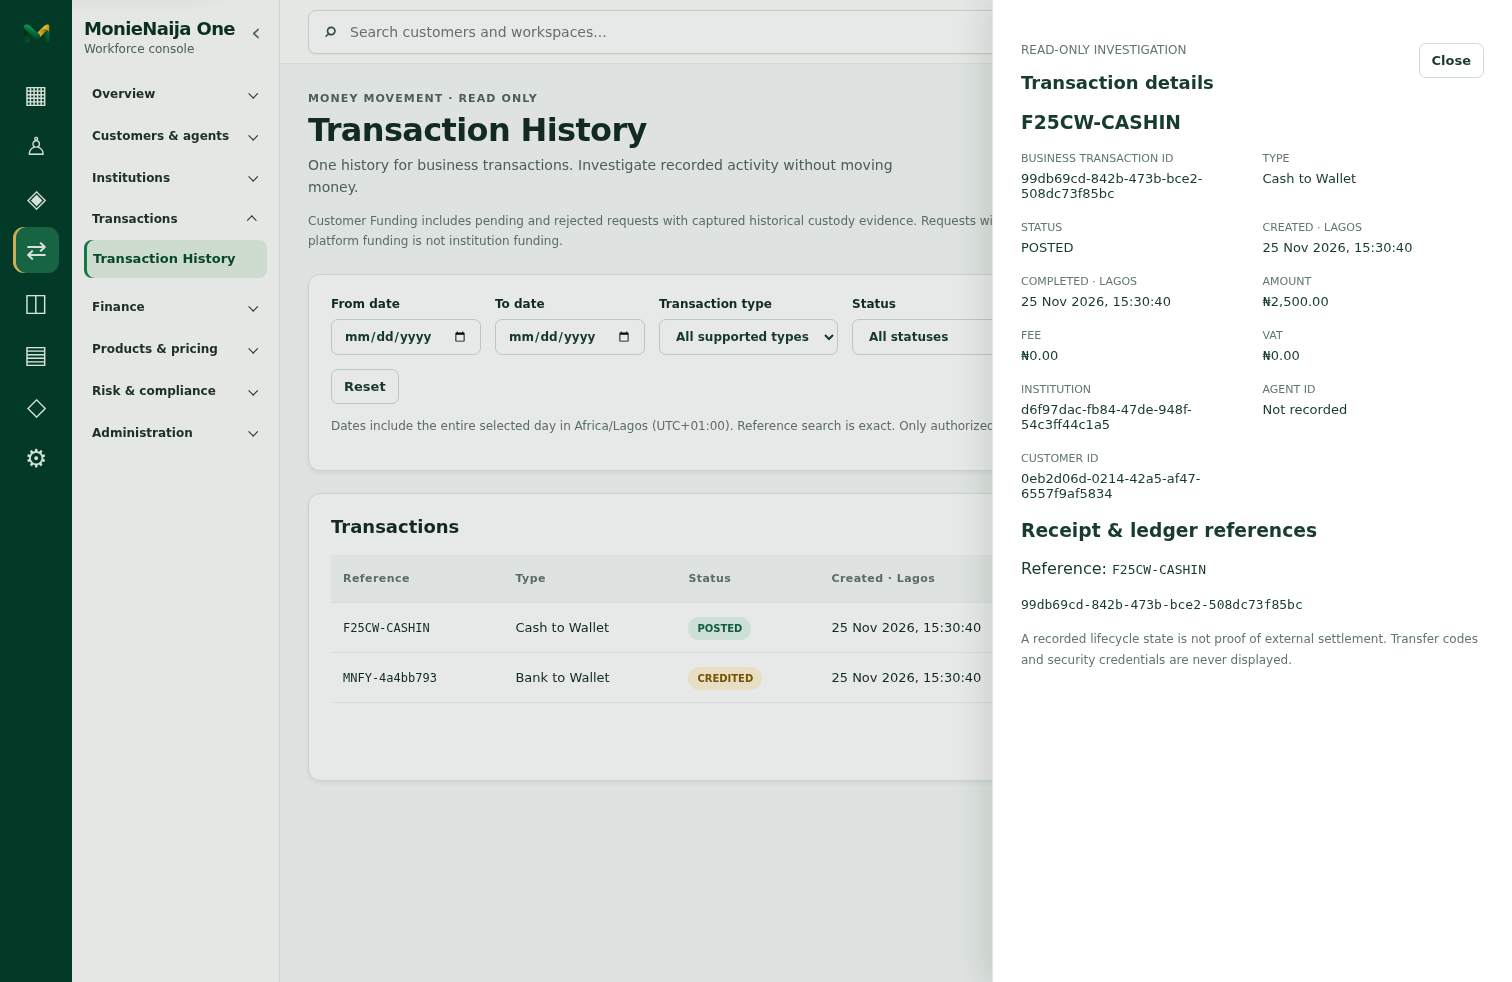 MonieNaija One
Workforce console
Overview
Customers & agents
Institutions
Transactions
Transaction History
Finance
Products & pricing
Risk & compliance
Administration
Search customers and workspaces...
MONEY MOVEMENT · READ ONLY
Transaction History
One history for business transactions. Investigate recorded activity without moving
money.
Customer Funding includes pending and rejected requests with captured historical custody evidence. Requests wi
platform funding is not institution funding.
From date
To date
Transaction type
Status
mm/dd/yyyy
mm/dd/yyyy
All supported types
All statuses
Reset
Dates include the entire selected day in Africa/Lagos (UTC+01:00). Reference search is exact. Only authorized
Transactions
Reference Type Status Created · Lagos
F25CW-CASHIN Cash to Wallet POSTED 25 Nov 2026, 15:30:40
MNFY-4a4bb793 Bank to Wallet CREDITED 25 Nov 2026, 15:30:40
READ-ONLY INVESTIGATION
Close
Transaction details
F25CW-CASHIN
BUSINESS TRANSACTION ID
99db69cd-842b-473b-bce2-
508dc73f85bc
TYPE
Cash to Wallet
STATUS
POSTED
CREATED · LAGOS
25 Nov 2026, 15:30:40
COMPLETED · LAGOS
25 Nov 2026, 15:30:40
AMOUNT
₦2,500.00
FEE
₦0.00
VAT
₦0.00
INSTITUTION
d6f97dac-fb84-47de-948f-
54c3ff44c1a5
AGENT ID
Not recorded
CUSTOMER ID
0eb2d06d-0214-42a5-af47-
6557f9af5834
Receipt & ledger references
Reference: F25CW-CASHIN
99db69cd-842b-473b-bce2-508dc73f85bc
A recorded lifecycle state is not proof of external settlement. Transfer codes
and security credentials are never displayed.